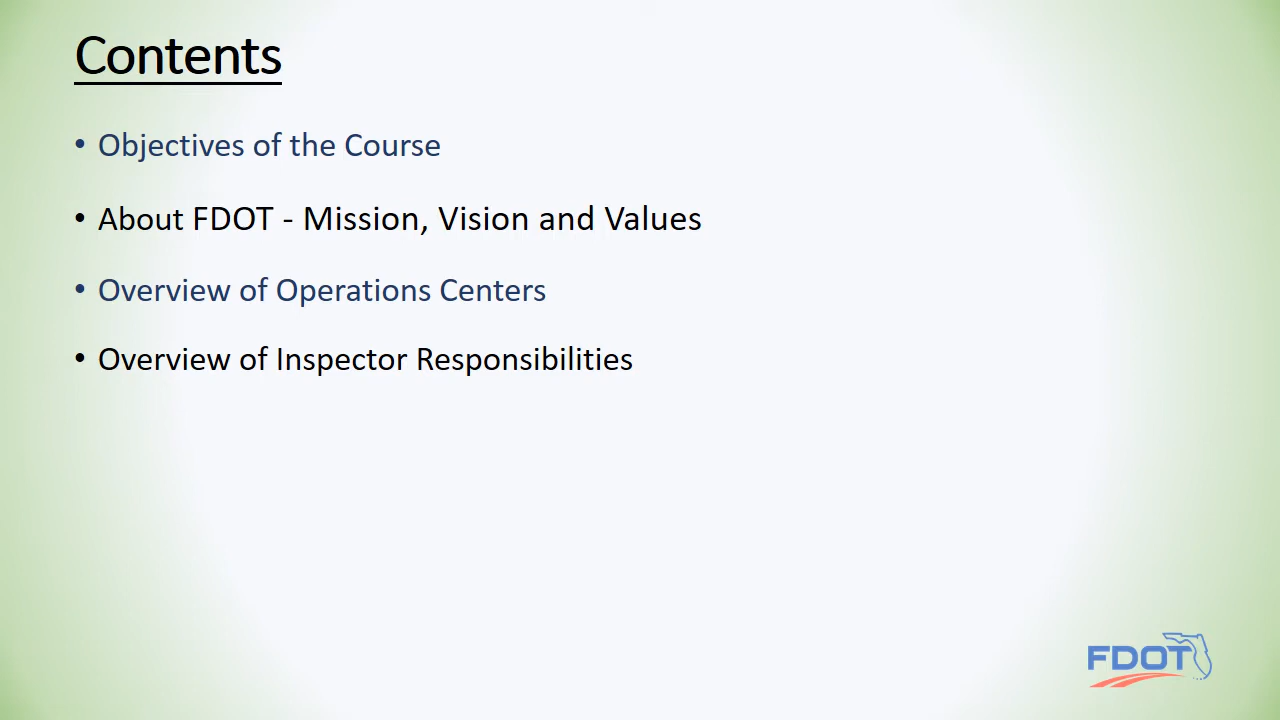 Contents
• Objectives of the Course
• About FDOT - Mission, Vision and Values
• Overview of Operations Centers
• Overview of Inspector Responsibilities
FDOT